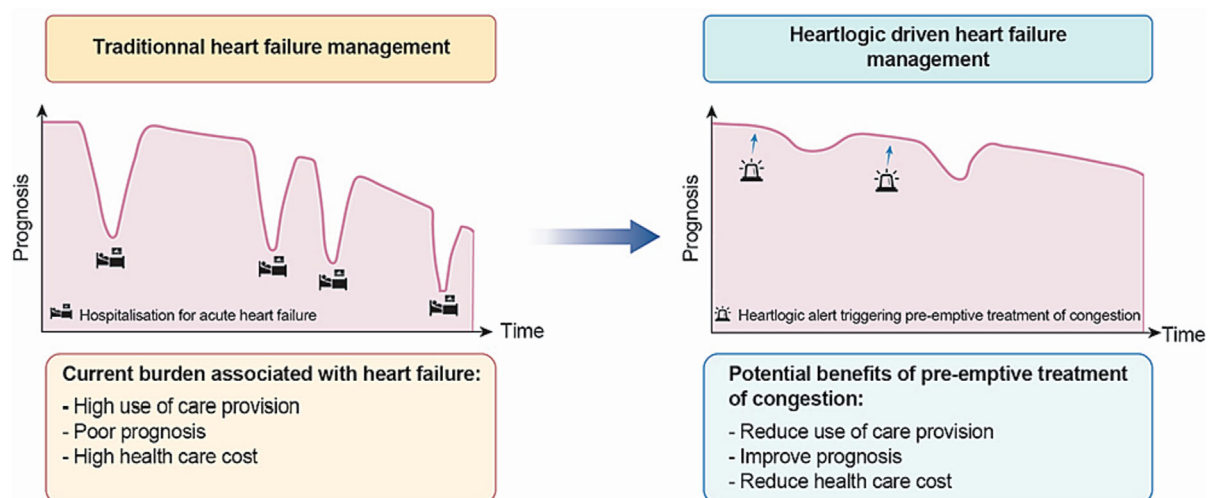 Traditionnal heart failure management
Prognosis
Hospitalisation for acute heart failure
Time
Current burden associated with heart failure:
- High use of care provision
- Poor prognosis
- High health care cost
Heartlogic driven heart failure
management
Prognosis
Heartlogic alert triggering pre-emptive treatment of congestion
Time
Potential benefits of pre-emptive treatment
of congestion:
- Reduce use of care provision
- Improve prognosis
- Reduce health care cost